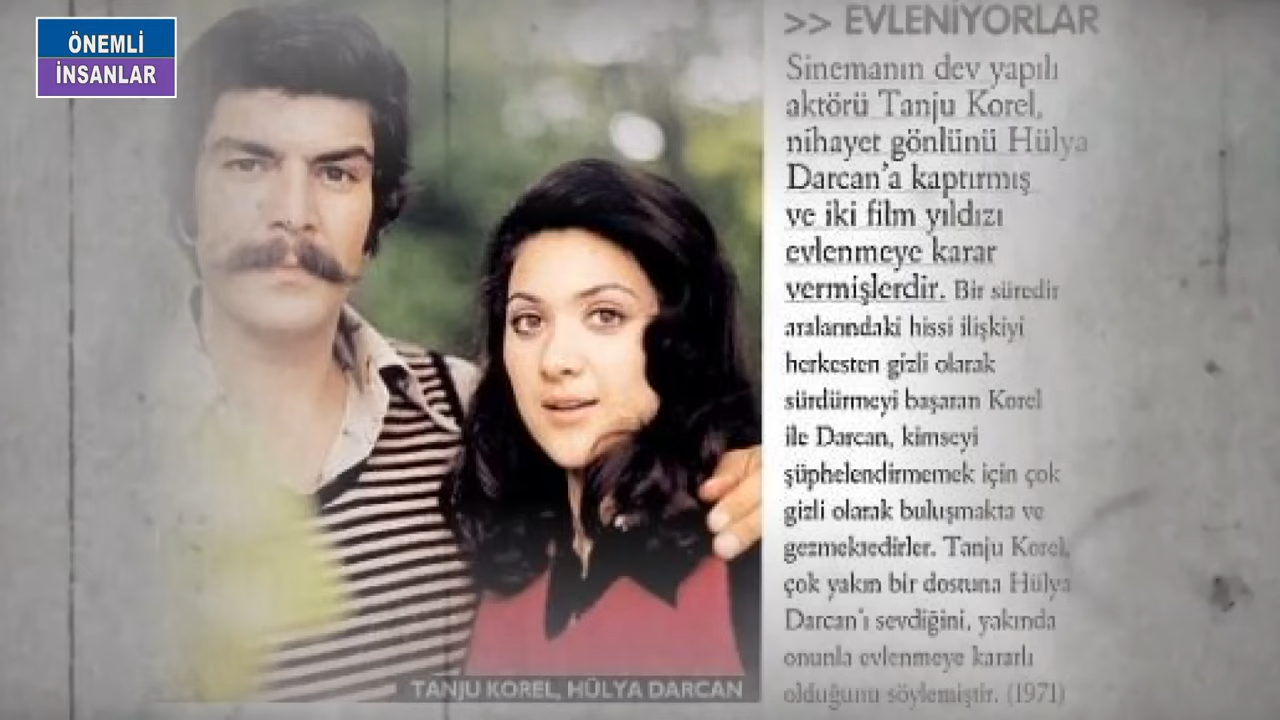 ÖNEMLİ
İNSANLAR
>> EVLENİYORLAR
Sinemanın dev yapılı
aktörü Tanju Korel,
nihayet gönlünü Hülya
Darcan'a kaptırmış
ve iki film yıldızı
evlenmeye karar
vermişlerdir. Bir süredir
aralarındaki hissi ilişkiyi
herkesten gizli olarak
sürdürmeyi başaran Korel
ile Darcan, kimseyi
şüphelendirmemek için çok
gizli olarak buluşmakta ve
gezmektedirler. Tanju Korel,
çok yakın bir dostuna Hülya
Darcan'ı sevdiğini, yakında
onunla evlenmeye kararlı
olduğunu söylemiştir. (1971)
TANJU KOREL, HÜLYA DARCAN